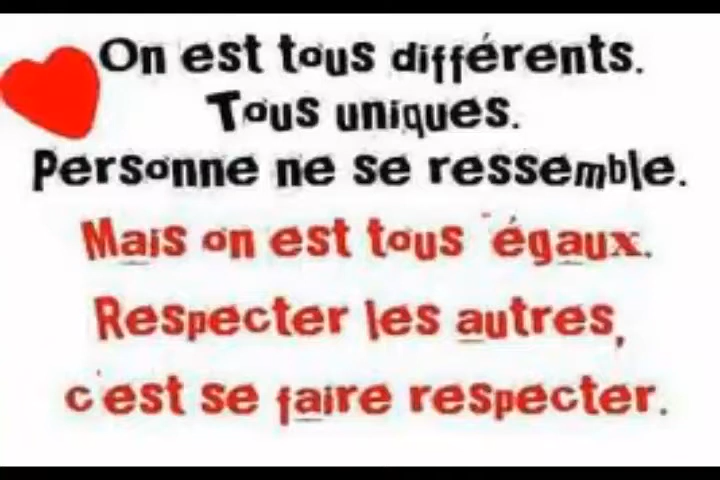 On est tous différents.
Tous uniques.
Personne ne se ressemble.
Mais on est tous égaux.
Respecter les autres,
c'est se faire respecter.